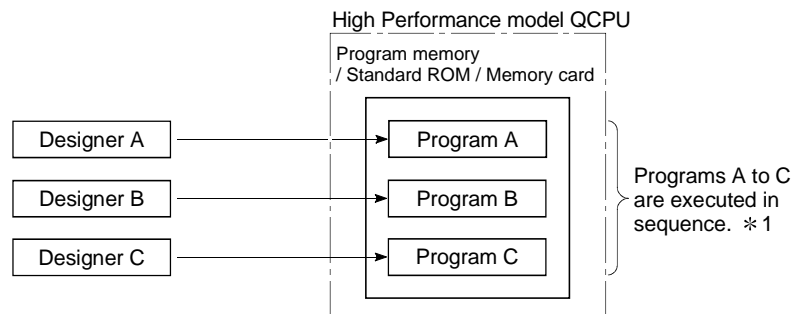 High Performance model QCPU
Program memory
/ Standard ROM / Memory card
Designer A
Program A
Designer B
Program B
Designer C
Program C
Programs A to C
are executed in
sequence. ＊1